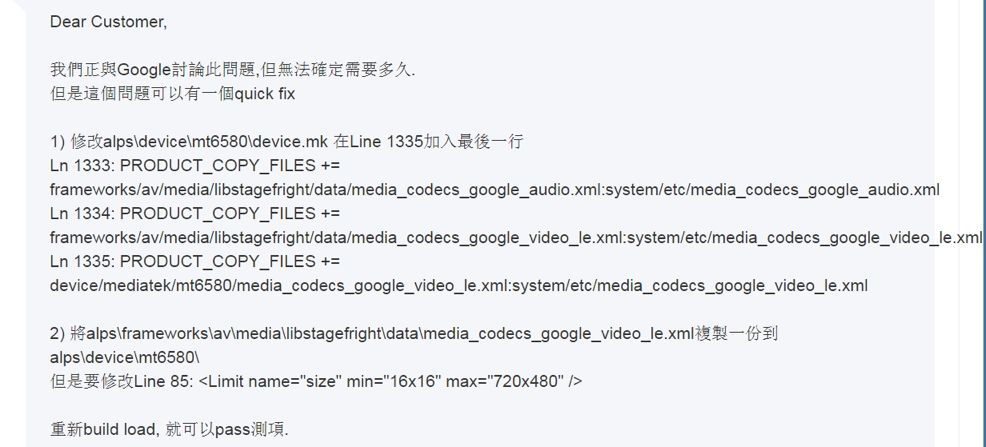 Dear Customer,
我們正與Google討論此問題,但無法確定需要多久.
但是這個問題可以有一個quick fix
1) 修改alps\device\mt6580\device.mk 在Line 1335加入最後一行
Ln 1333: PRODUCT_COPY_FILES +=
frameworks/av/media/libstagefright/data/media_codecs_google_audio.xml:system/etc/media_codecs_google_audio.xml
Ln 1334: PRODUCT_COPY_FILES +=
frameworks/av/media/libstagefright/data/media_codecs_google_video_le.xml:system/etc/media_codecs_google_video_le.xml
Ln 1335: PRODUCT_COPY_FILES +=
device/mediatek/mt6580/media_codecs_google_video_le.xml:system/etc/media_codecs_google_video_le.xml
2) 將alps\frameworks\av\media\libstagefright\data\media_codecs_google_video_le.xml複製一份到
alps\device\mt6580\
但是要修改Line 85: <Limit name="size" min="16x16" max="720x480" />
重新build load, 就可以pass測項.